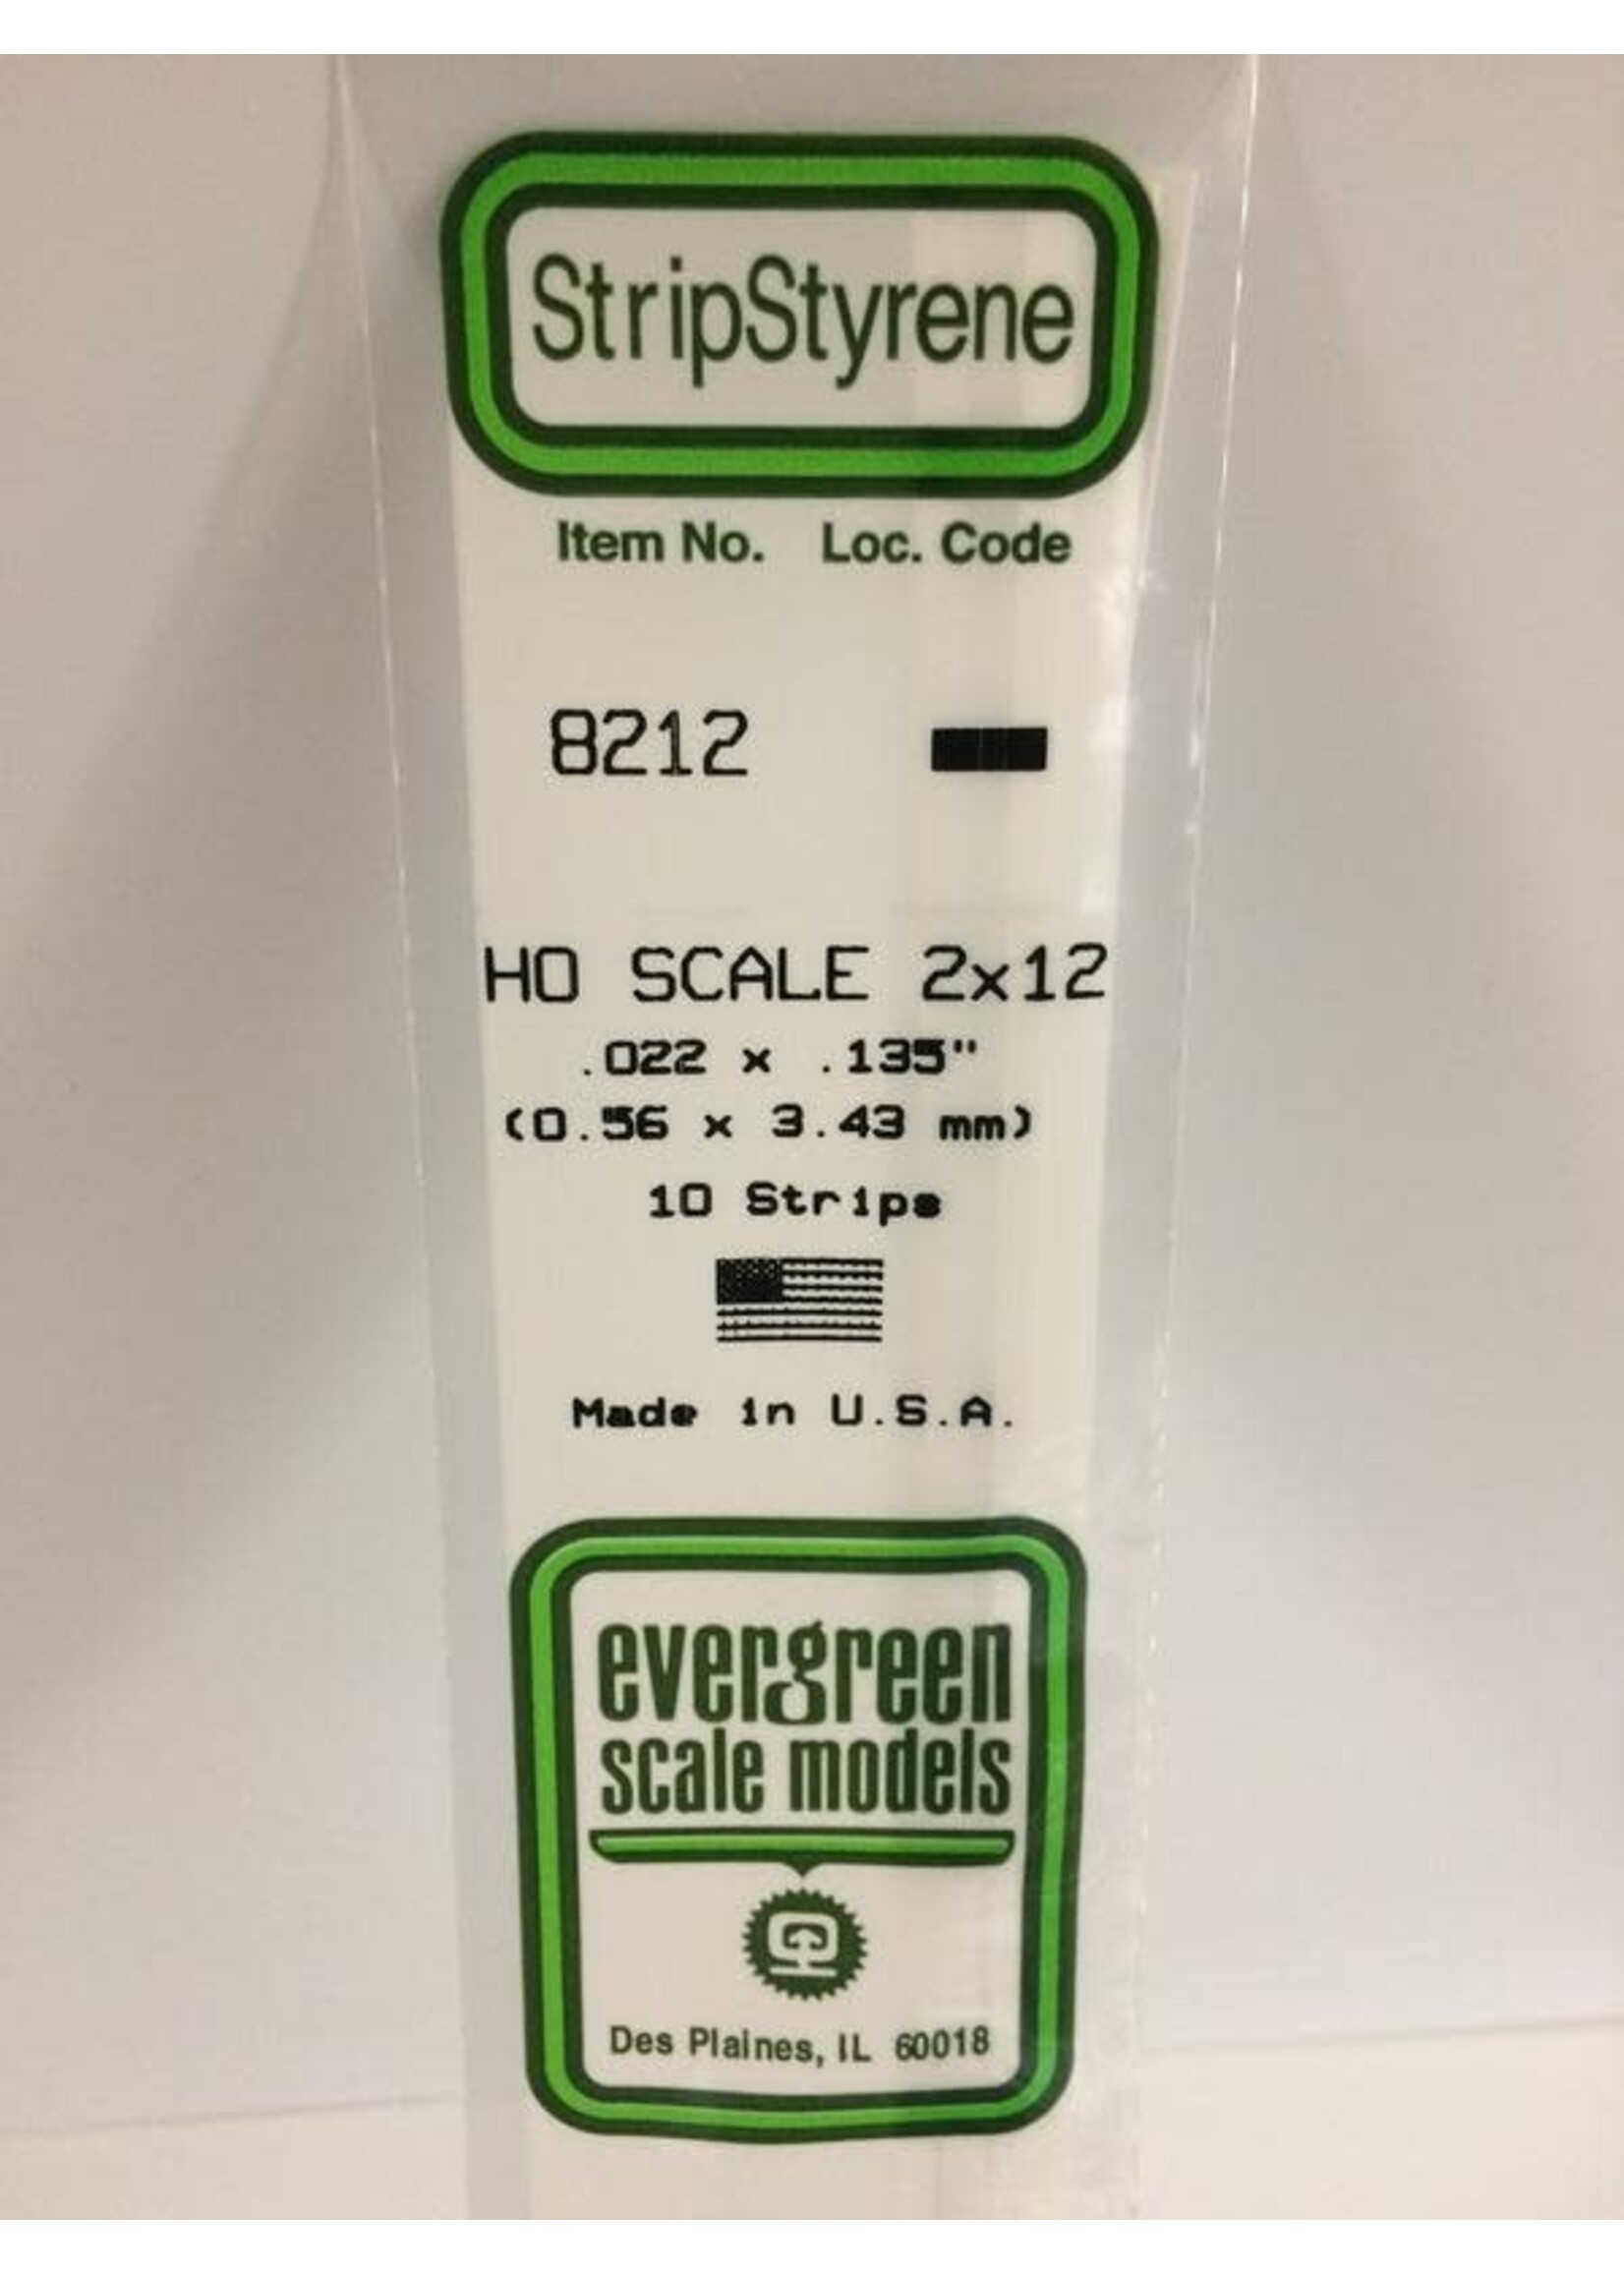 StripStyrene
Item No. Loc. Code
8212
HO SCALE 2x12
.022 x .135"
(0.56 x 3.43 mm)
10 Strips
Made in U.S.A.
evergreen
scale models
Des Plaines, IL 60018